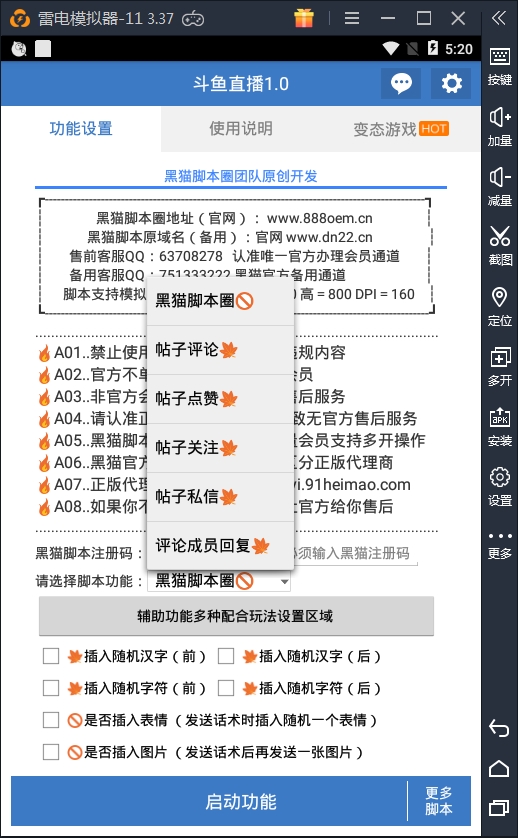 雷电模拟器-11 3.37
5:20
斗鱼直播1.0
功能设置 使用说明 变态游戏 HOT
黑猫脚本圈团队原创开发
黑猫脚本圈地址（官网）：www.888oem.cn
黑猫脚本原域名（备用）：官网 www.dn22.cn
售前客服QQ：63708278 认准唯一官方办理会员通道
备用客服QQ：751333222 黑猫官方备用通道
脚本支持模拟 0 高 = 800 DPI = 160
A01..禁止使用 违规内容
A02..官方不单 会员
A03..非官方会 售后服务
A04..请认准正 致无官方售后服务
A05..黑猫脚本 会员支持多开操作
A06..黑猫官方 区分正版代理商
A07..正版代理 yi.91heimao.com
A08..如果你不 让官方给你售后
黑猫脚本圈🚫
帖子评论🍁
帖子点赞🍁
帖子关注🍁
帖子私信🍁
评论成员回复🍁
黑猫脚本注册码： 必须输入黑猫注册码
请选择脚本功能： 黑猫脚本圈🚫
辅助功能多种配合玩法设置区域
🍁插入随机汉字（前） 🍁插入随机汉字（后）
🍁插入随机字符（前） 🍁插入随机字符（后）
🚫是否插入表情（发送话术时插入随机一个表情）
🚫是否插入图片（发送话术后再发送一张图片）
启动功能
更多
脚本
按键
加量
减量
截图
定位
多开
APK
安装
设置
更多